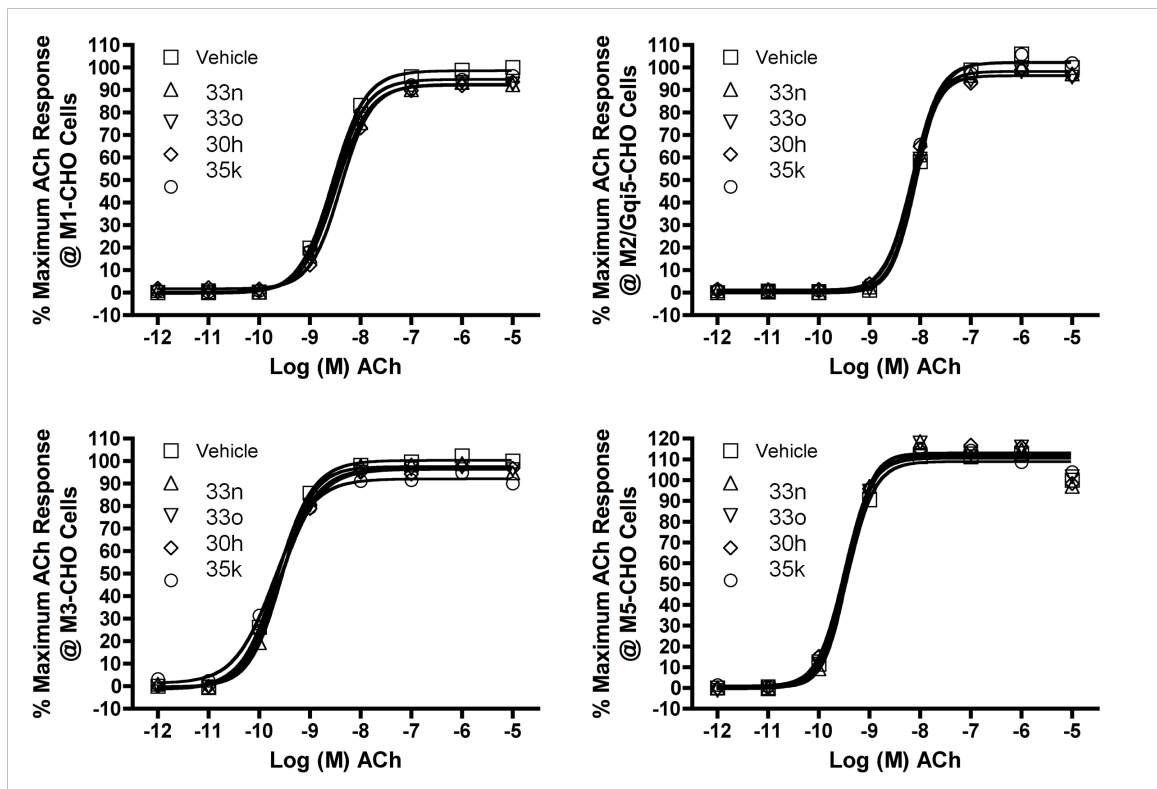 % Maximum ACh Response
@ M1-CHO Cells
110
100
90
80
70
60
50
40
30
20
10
0
-10
Vehicle
33n
33o
30h
35k
-12 -11 -10 -9 -8 -7 -6 -5
Log (M) ACh
% Maximum ACh Response
@ M2/Gqi5-CHO Cells
110
100
90
80
70
60
50
40
30
20
10
0
-10
Vehicle
33n
33o
30h
35k
-12 -11 -10 -9 -8 -7 -6 -5
Log (M) ACh
% Maximum ACh Response
@ M3-CHO Cells
110
100
90
80
70
60
50
40
30
20
10
0
-10
Vehicle
33n
33o
30h
35k
-12 -11 -10 -9 -8 -7 -6 -5
Log (M) ACh
% Maximum ACh Response
@ M5-CHO Cells
120
110
100
90
80
70
60
50
40
30
20
10
0
-10
Vehicle
33n
33o
30h
35k
-12 -11 -10 -9 -8 -7 -6 -5
Log (M) ACh